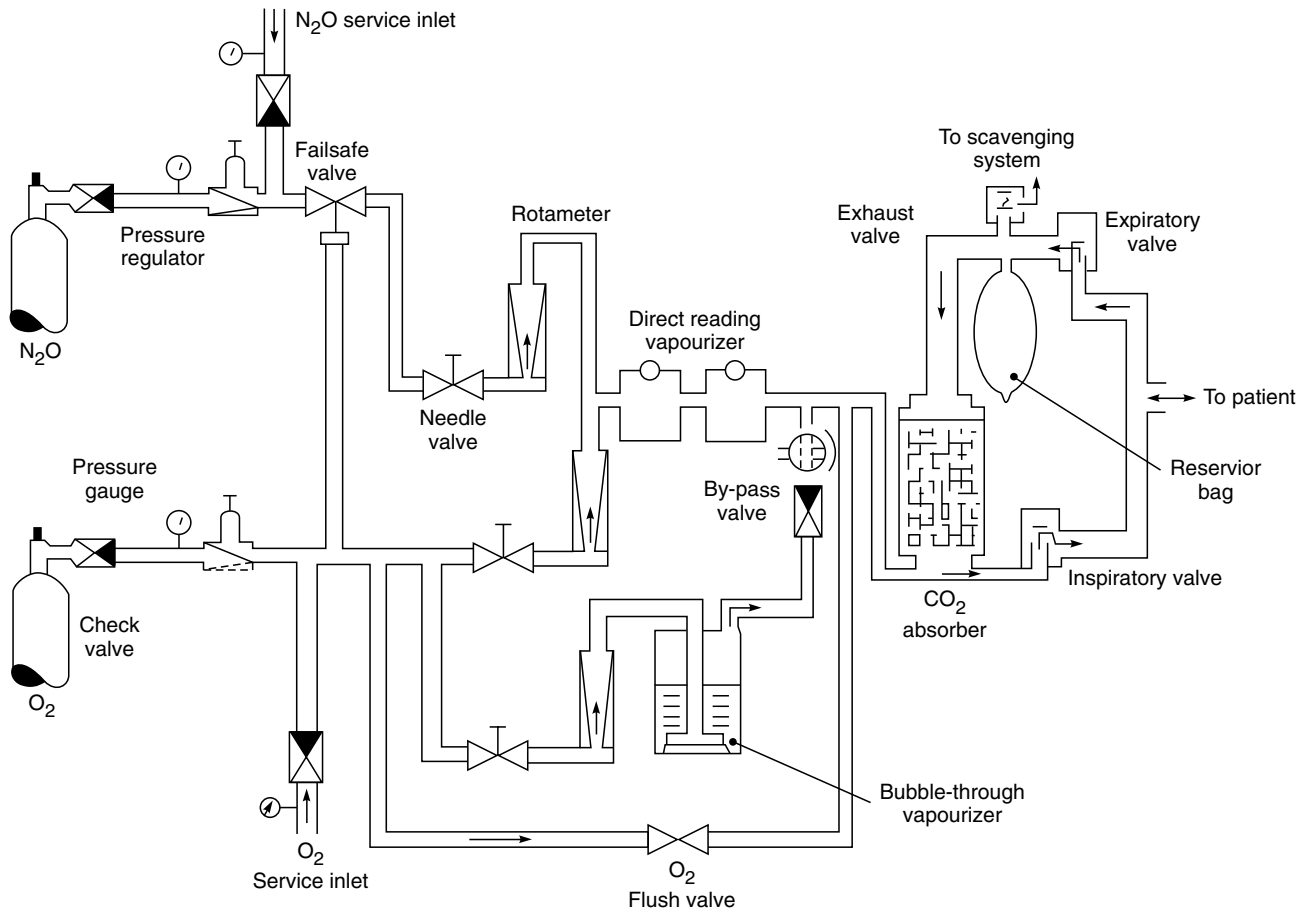 N2O service inlet
Failsafe
valve
To scavenging
system
Rotameter
Exhaust
valve
Expiratory
valve
Pressure
regulator
N2O
Direct reading
vapourizer
To patient
Needle
valve
Pressure
gauge
Reservior
bag
By-pass
valve
Inspiratory valve
CO2
absorber
Check
valve
O2
Bubble-through
vapourizer
O2
Service inlet
O2
Flush valve